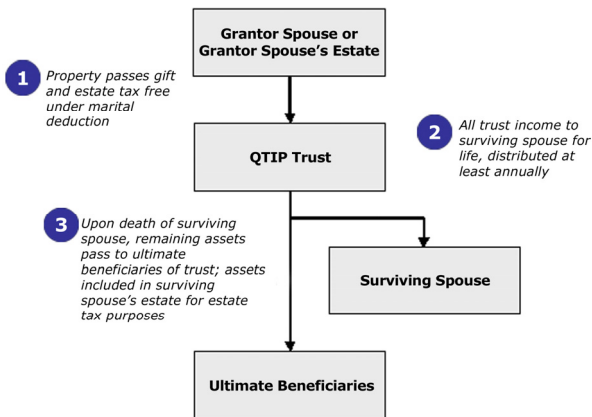 Grantor Spouse or
Grantor Spouse's Estate
1
Property passes gift
and estate tax free
under marital
deduction
2
All trust income to
surviving spouse for
life, distributed at
least annually
QTIP Trust
3
Upon death of surviving
spouse, remaining assets
pass to ultimate
beneficiaries of trust; assets
included in surviving
spouse's estate for estate
tax purposes
Surviving Spouse
Ultimate Beneficiaries